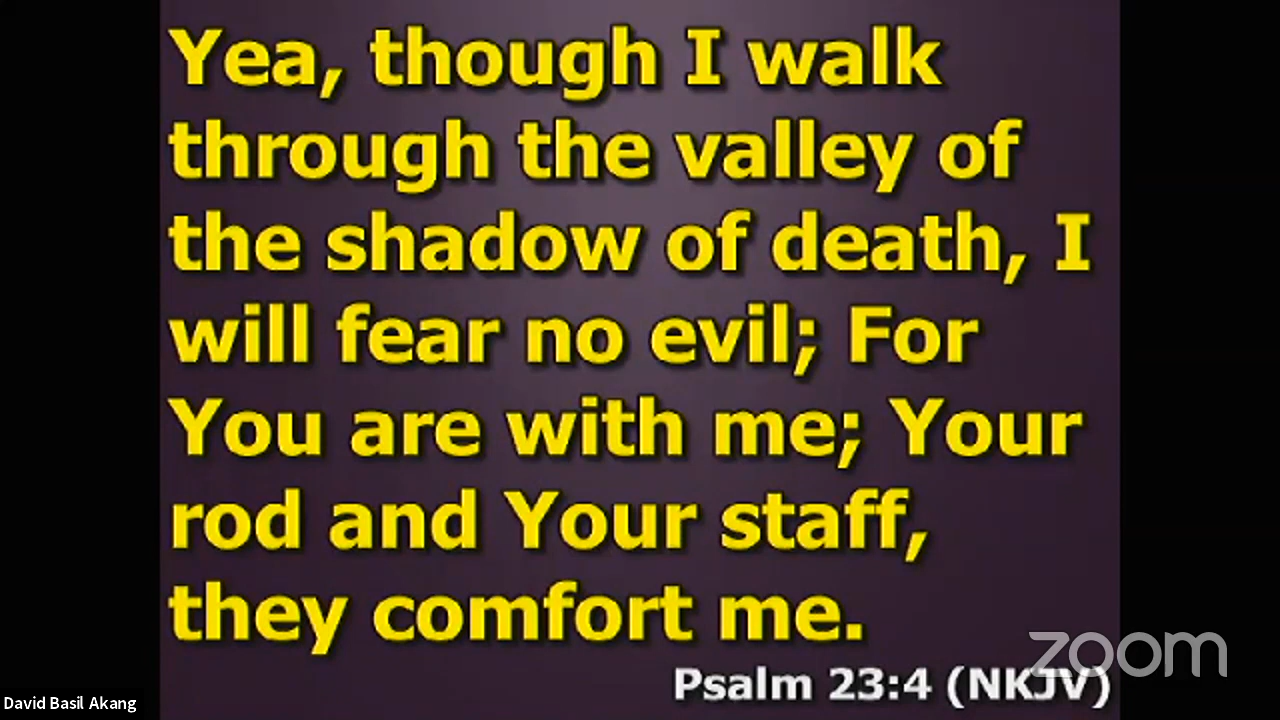 Yea, though I walk
through the valley of
the shadow of death, I
will fear no evil; For
You are with me; Your
rod and Your staff,
they comfort me.
zoom
Psalm 23:4 (NKJV)
David Basil Akang